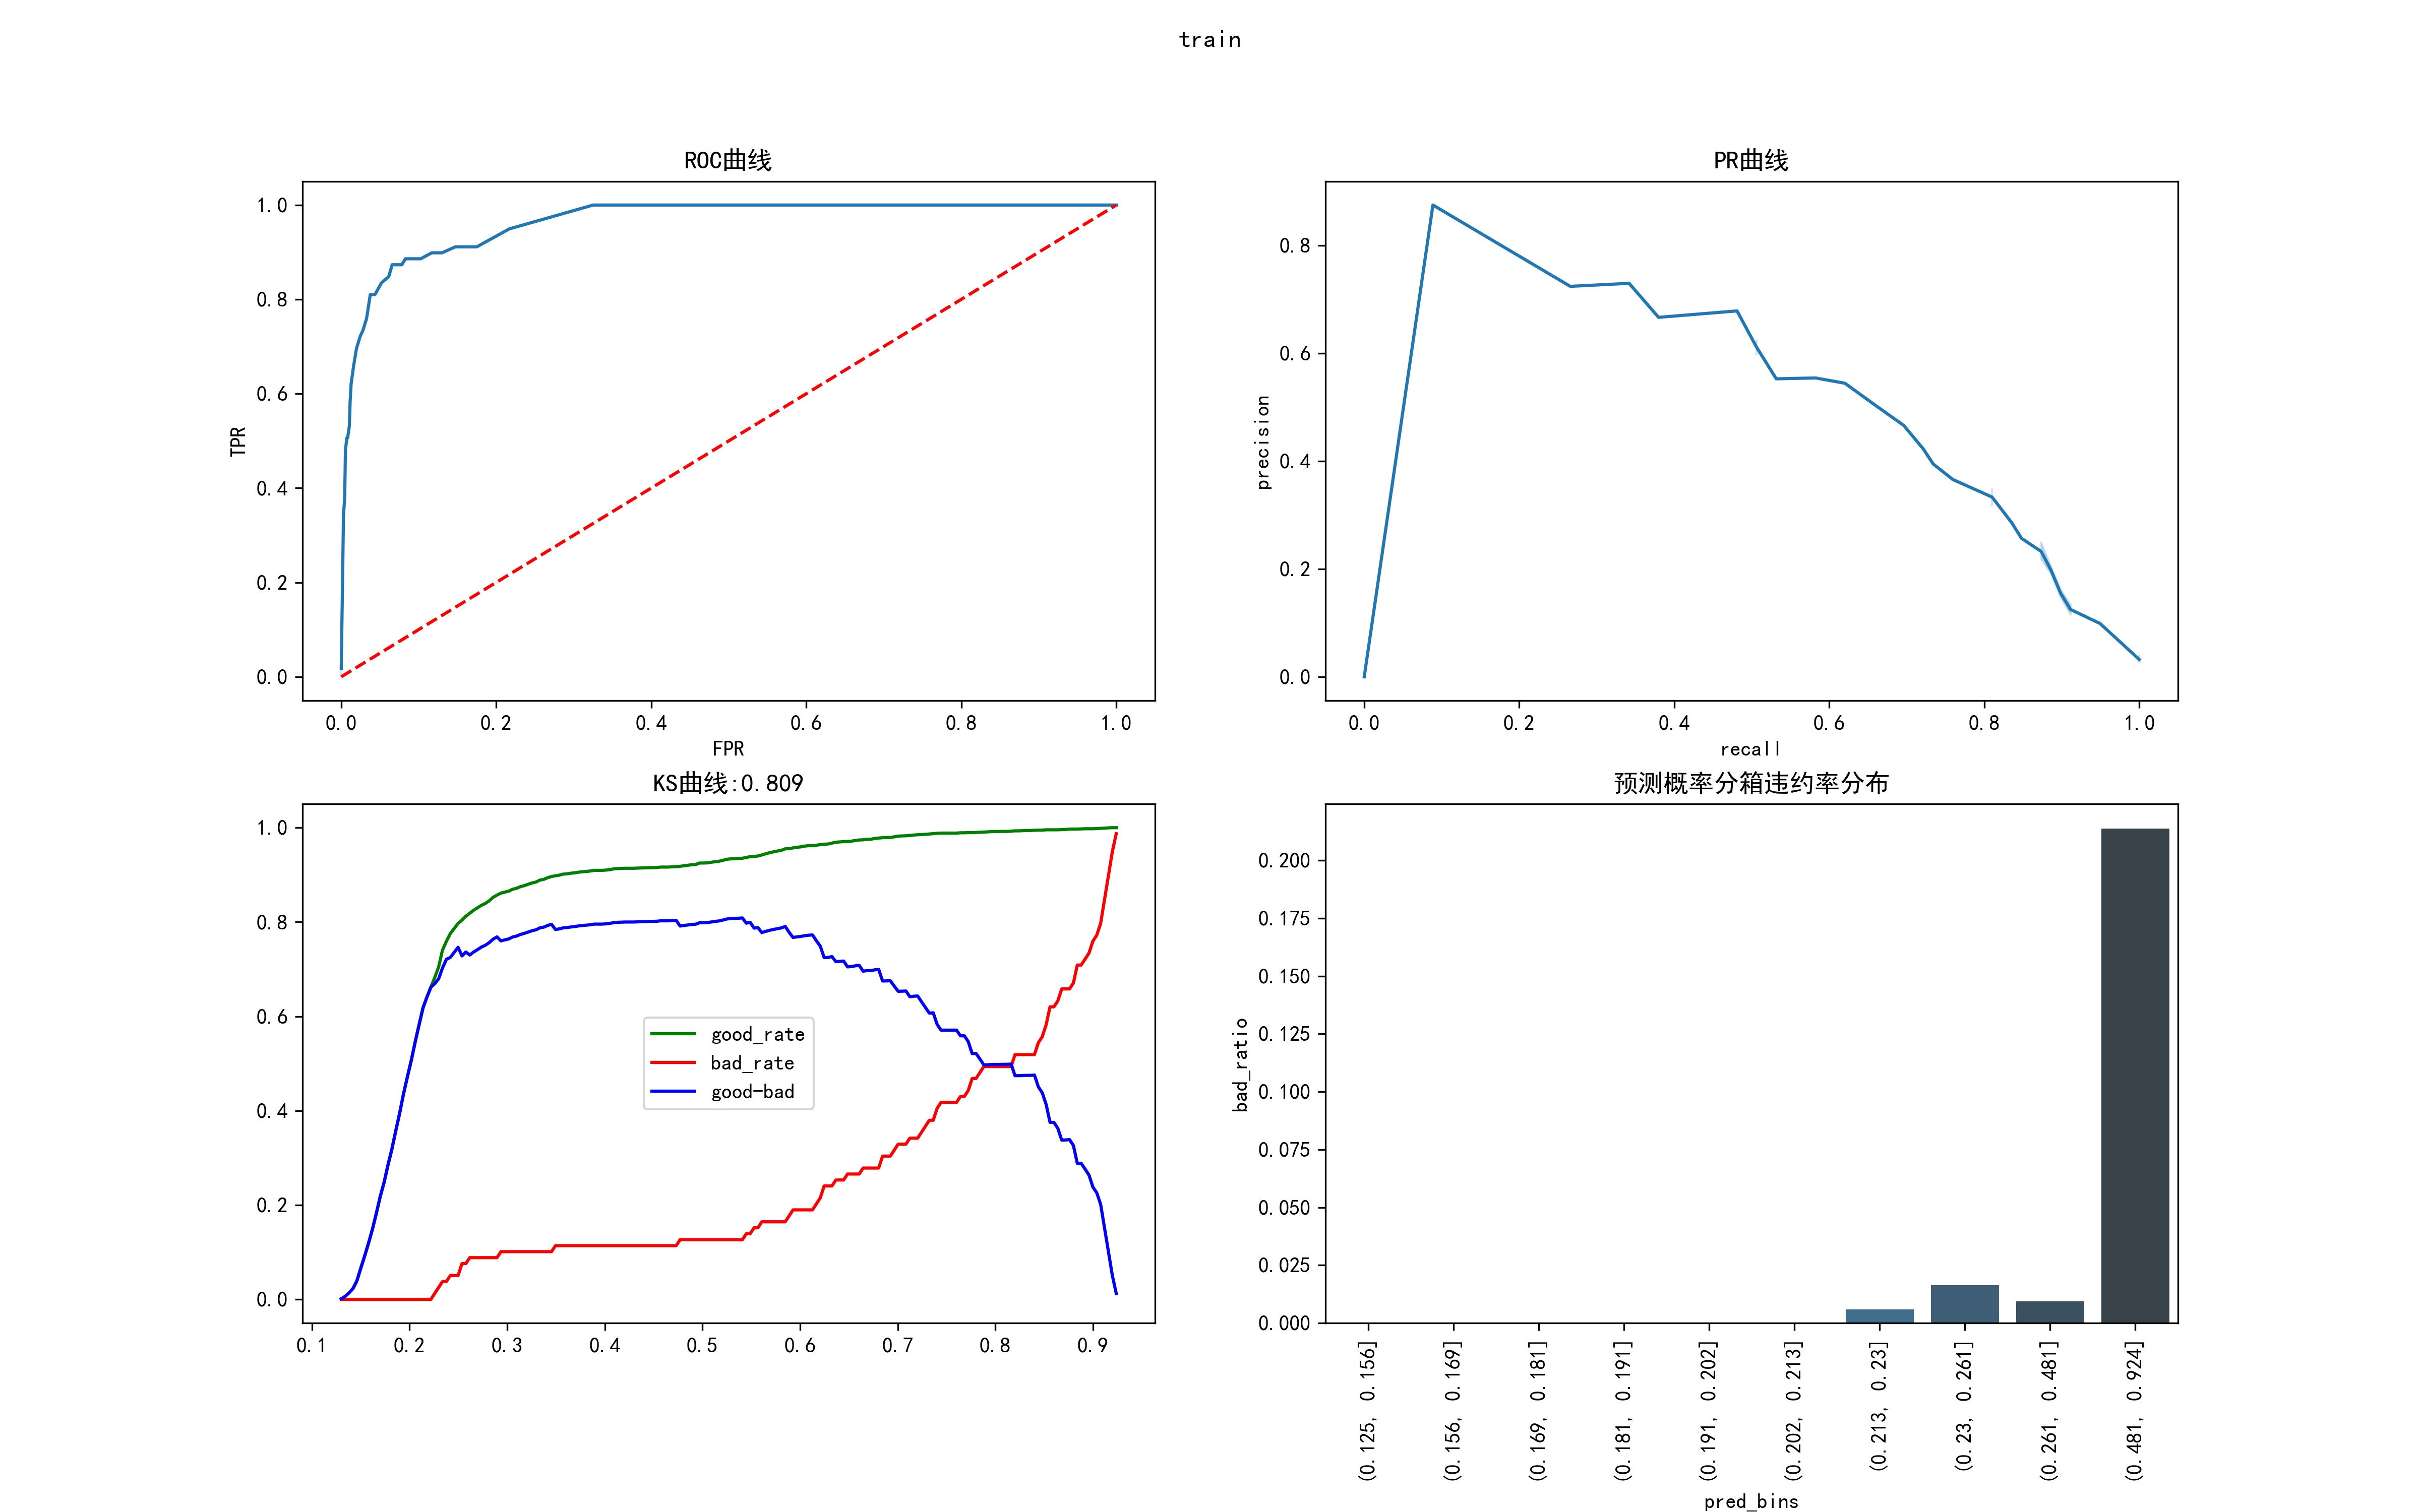 train
ROC曲线
1.0
0.8
0.6
0.4
0.2
0.0
TPR
0.0 0.2 0.4 0.6 0.8 1.0
FPR
PR曲线
0.8
0.6
0.4
0.2
0.0
precision
0.0 0.2 0.4 0.6 0.8 1.0
recall
KS曲线:0.809
1.0
0.8
0.6
0.4
0.2
0.0
good_rate
bad_rate
good-bad
0.1 0.2 0.3 0.4 0.5 0.6 0.7 0.8 0.9
预测概率分箱违约率分布
0.200
0.175
0.150
0.125
0.100
0.075
0.050
0.025
0.000
bad_ratio
(0.125, 0.156]
(0.156, 0.169]
(0.169, 0.181]
(0.181, 0.191]
(0.191, 0.202]
(0.202, 0.213]
(0.213, 0.23]
(0.23, 0.261]
(0.261, 0.481]
(0.481, 0.924]
pred_bins